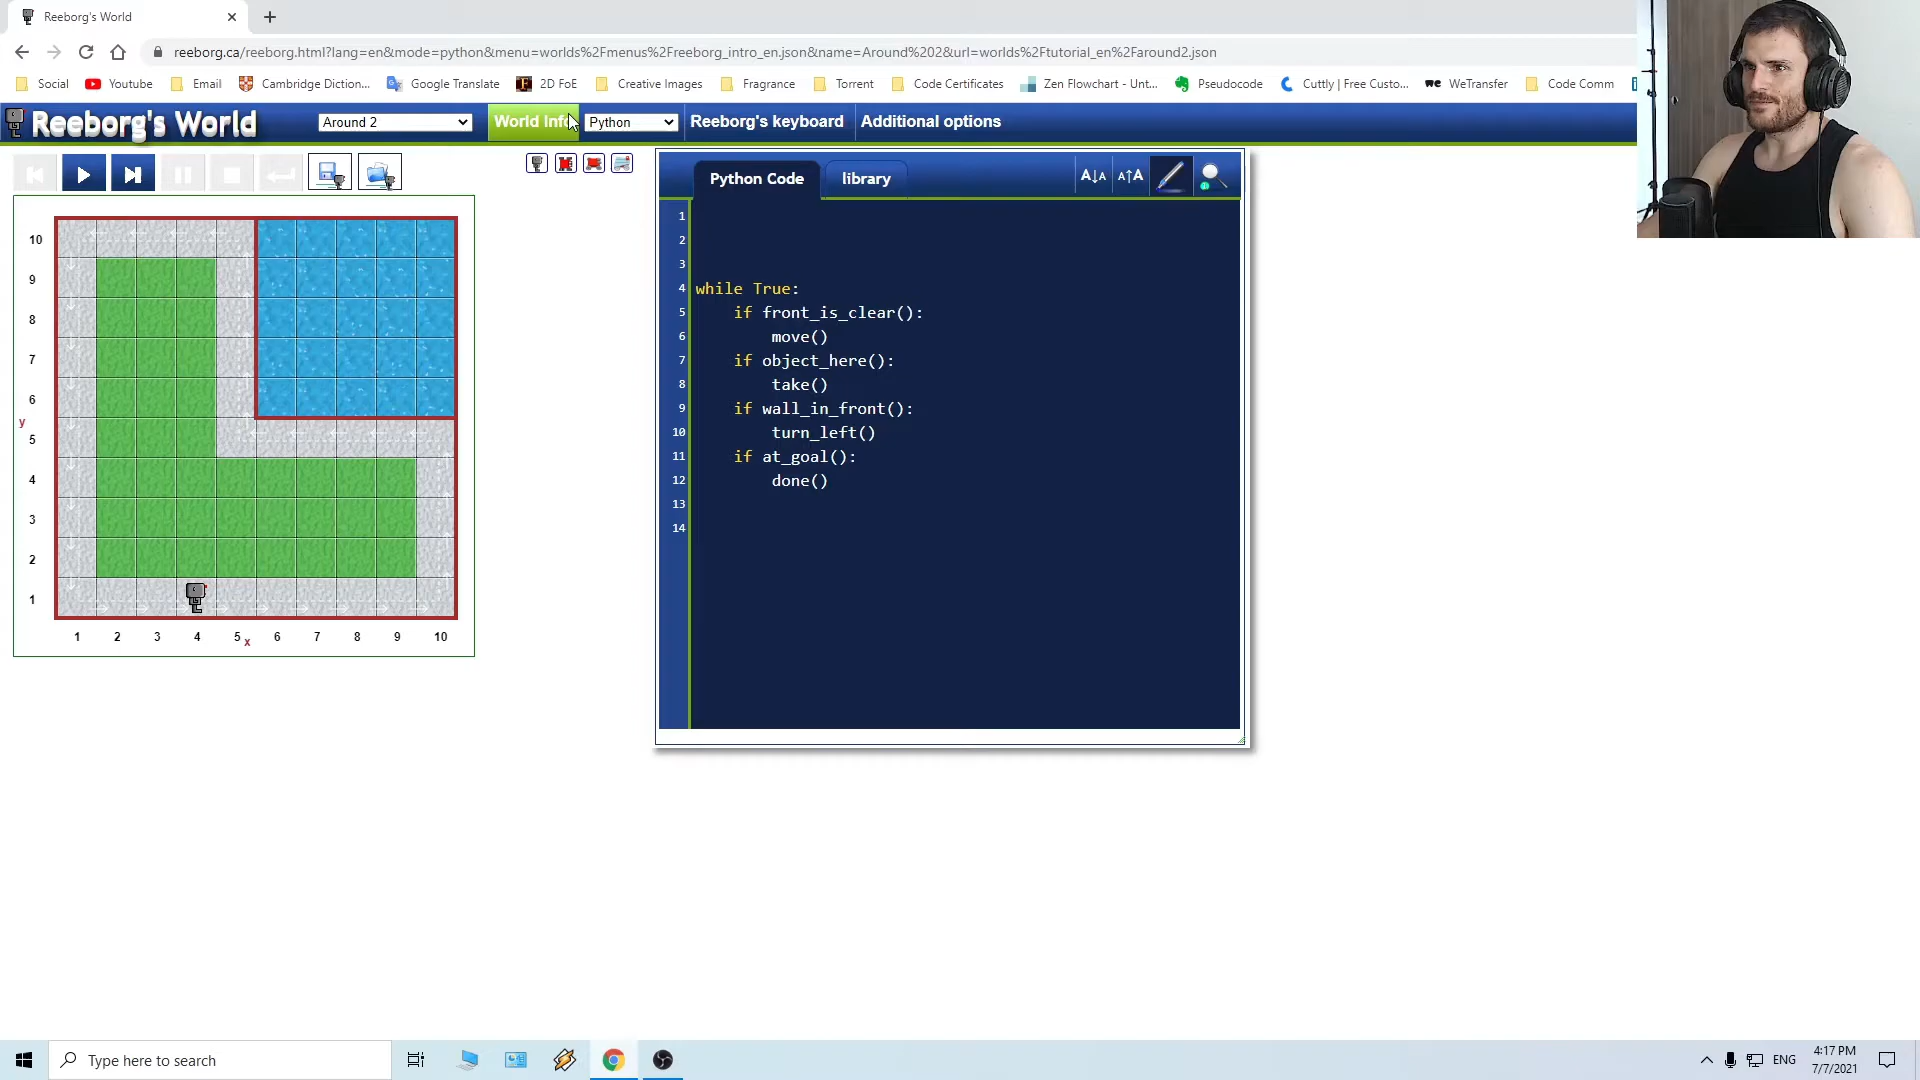 Reeborg's World
reeborg.ca/reeborg.html?lang=en&mode=python&menu=worlds%2Fmenus%2Freeborg_intro_en.json&name=Around%202&url=worlds%2Ftutorial_en%2Faround2.json
Social Youtube Email Cambridge Diction... Google Translate 2D FoE Creative Images Fragrance Torrent Code Certificates Zen Flowchart - Unt... Pseudocode Cuttly | Free Custo... WeTransfer Code Comm
Reeborg's World Around 2 World Info Python Reeborg's keyboard Additional options
Python Code library A↓A A↑A
1
2
3
4 while True:
5 if front_is_clear():
6 move()
7 if object_here():
8 take()
9 if wall_in_front():
10 turn_left()
11 if at_goal():
12 done()
13
14
10
9
8
7
6
y
5
4
3
2
1
1 2 3 4 5 x 6 7 8 9 10
Type here to search
ENG
4:17 PM
7/7/2021